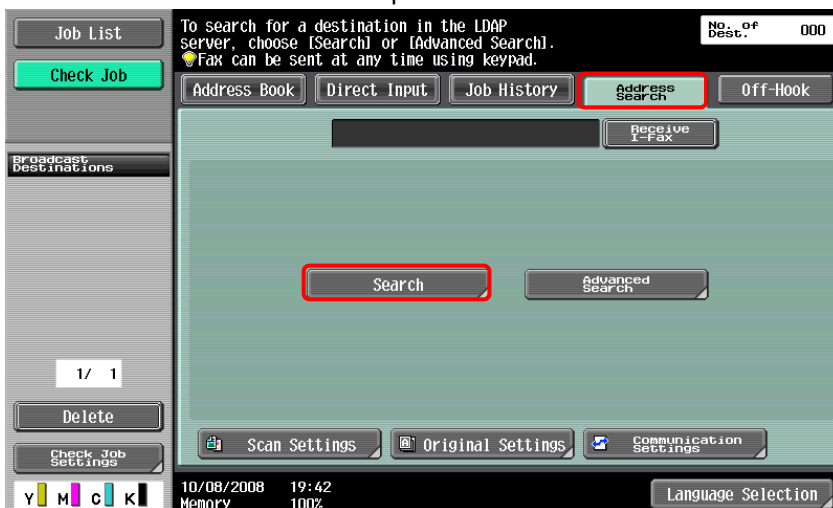 Job List
Check Job
Broadcast
Destinations
1/ 1
Delete
Check Job
Settings
Y M C K
To search for a destination in the LDAP
server, choose [Search] or [Advanced Search].
Fax can be sent at any time using keypad.
No. of
Dest. 000
Address Book Direct Input Job History Address
Search Off-Hook
Receive
I-Fax
Search Advanced
Search
Scan Settings Original Settings Communication
Settings
10/08/2008 19:42
Memory 100%
Language Selection